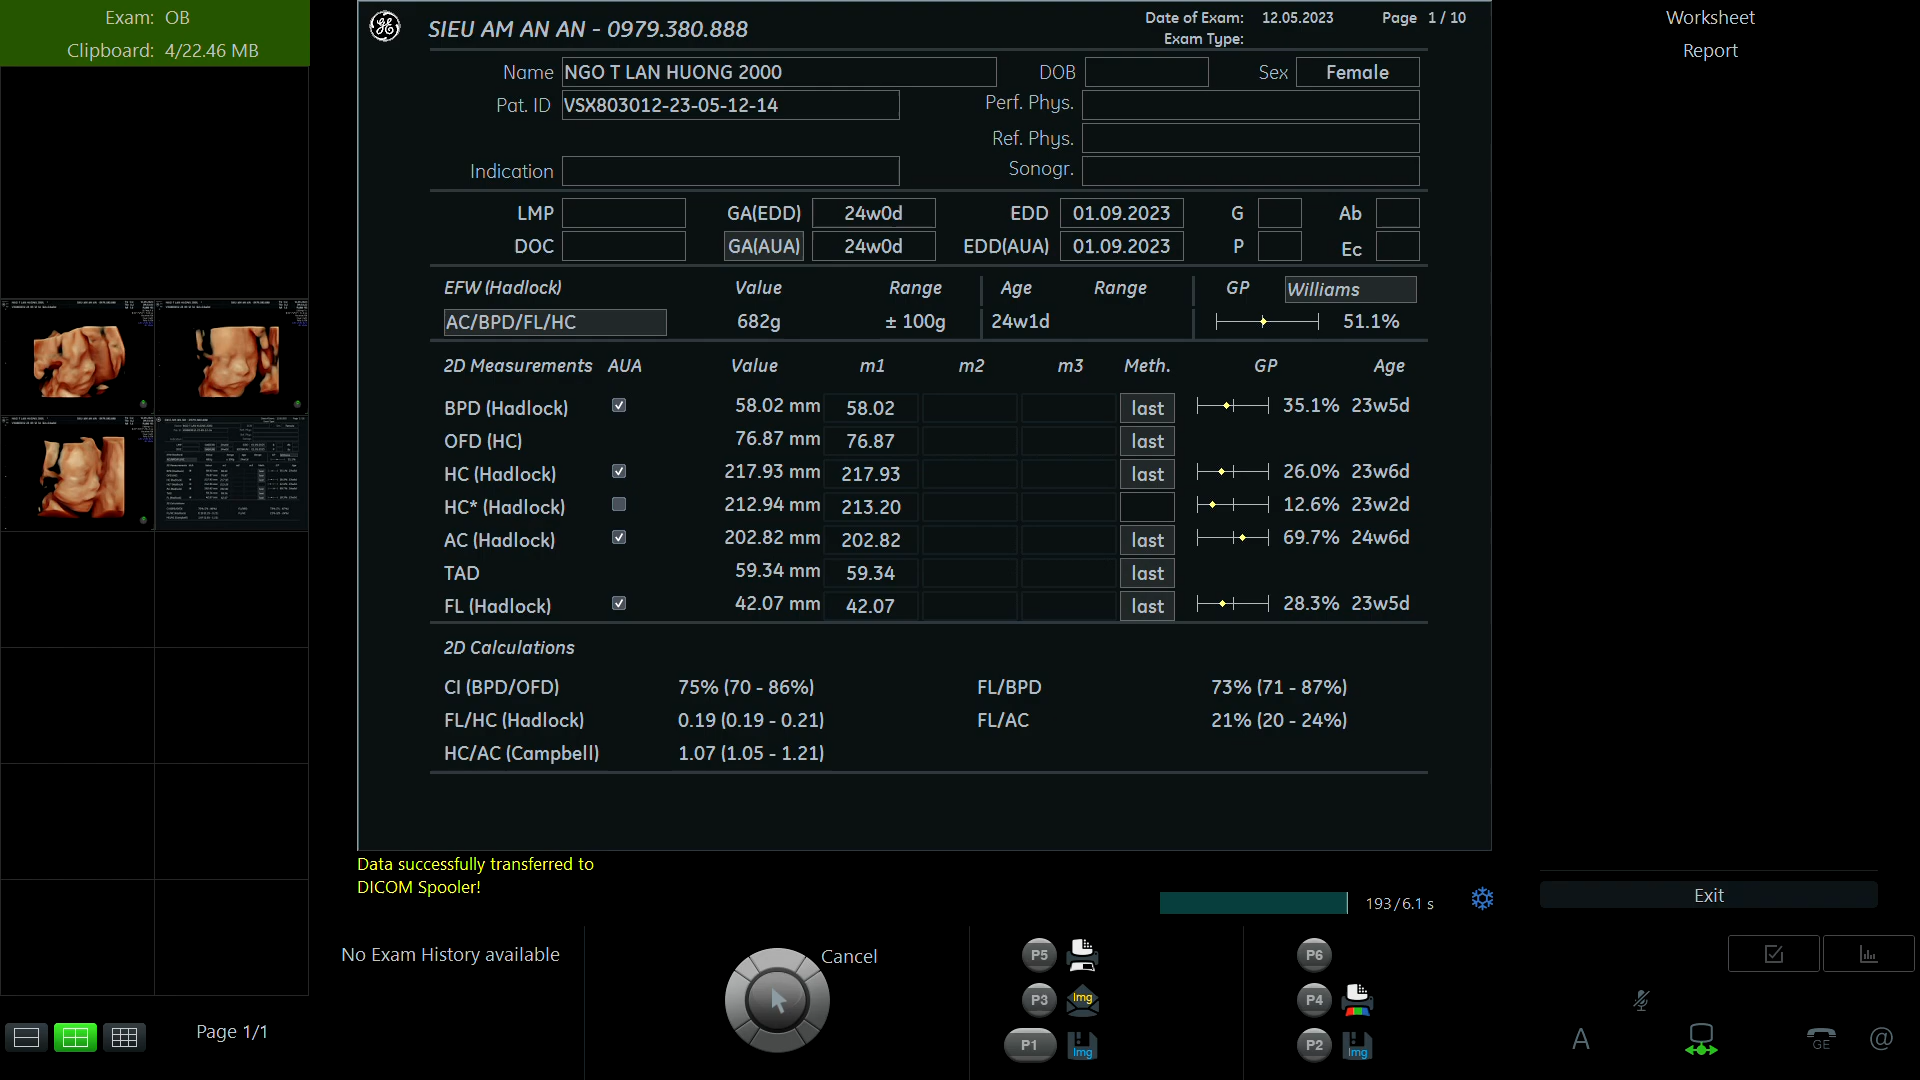 Exam: OB
Clipboard: 4/22.46 MB
SIEU AM AN AN - 0979.380.888
Date of Exam: 12.05.2023 Page 1 / 10
Exam Type:
Name NGO T LAN HUONG 2000 DOB Sex Female
Pat. ID VSX803012-23-05-12-14 Perf. Phys.
Ref. Phys.
Indication Sonogr.
LMP GA(EDD) 24w0d EDD 01.09.2023 G Ab
DOC GA(AUA) 24w0d EDD(AUA) 01.09.2023 P Ec
EFW (Hadlock) Value Range Age Range GP Williams
AC/BPD/FL/HC 682g ± 100g 24w1d 51.1%
2D Measurements AUA Value m1 m2 m3 Meth. GP Age
BPD (Hadlock) 58.02 mm 58.02 last 35.1% 23w5d
OFD (HC) 76.87 mm 76.87 last
HC (Hadlock) 217.93 mm 217.93 last 26.0% 23w6d
HC* (Hadlock) 212.94 mm 213.20 12.6% 23w2d
AC (Hadlock) 202.82 mm 202.82 last 69.7% 24w6d
TAD 59.34 mm 59.34 last
FL (Hadlock) 42.07 mm 42.07 last 28.3% 23w5d
2D Calculations
CI (BPD/OFD) 75% (70 - 86%) FL/BPD 73% (71 - 87%)
FL/HC (Hadlock) 0.19 (0.19 - 0.21) FL/AC 21% (20 - 24%)
HC/AC (Campbell) 1.07 (1.05 - 1.21)
Data successfully transferred to
DICOM Spooler!
193/6.1 s
No Exam History available
Cancel
P5
P3 Img
P1 Img
P6
P4
P2 Img
Page 1/1
Worksheet
Report
Exit
A GE @